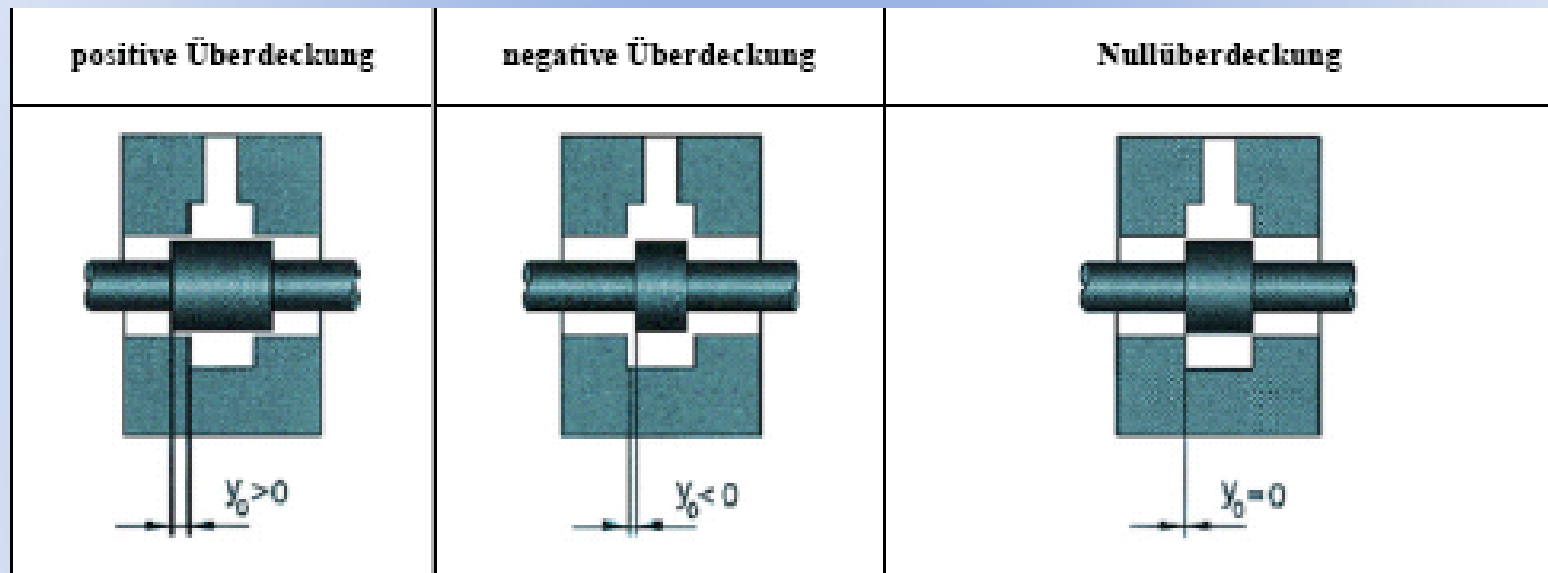 positive Überdeckung
negative Überdeckung
Nullüberdeckung
y₀>0
y₀<0
y₀=0